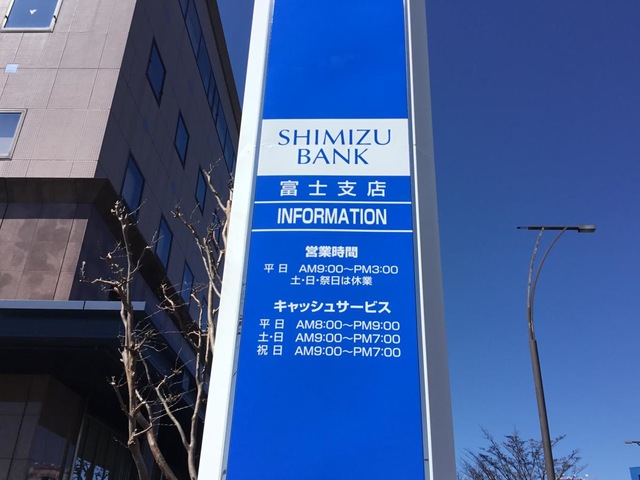 SHIMIZU
BANK
富士支店
INFORMATION
営業時間
平日 AM9:00～PM3:00
土・日・祭日は休業
キャッシュサービス
平日 AM8:00～PM9:00
土・日 AM9:00～PM7:00
祝日 AM9:00～PM7:00